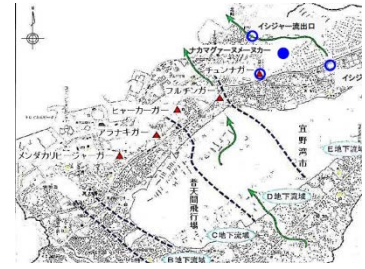 イシジャー流出口
ナカマグァーヌメーヌカー
チュンナガー
イシジ
フルチンガー
ヒャーカーガー
アラナキガー
メンダカリ ジャーガー
宜野湾市
普天間飛行場
E地下流域
D地下流域
C地下流域
B地下流域